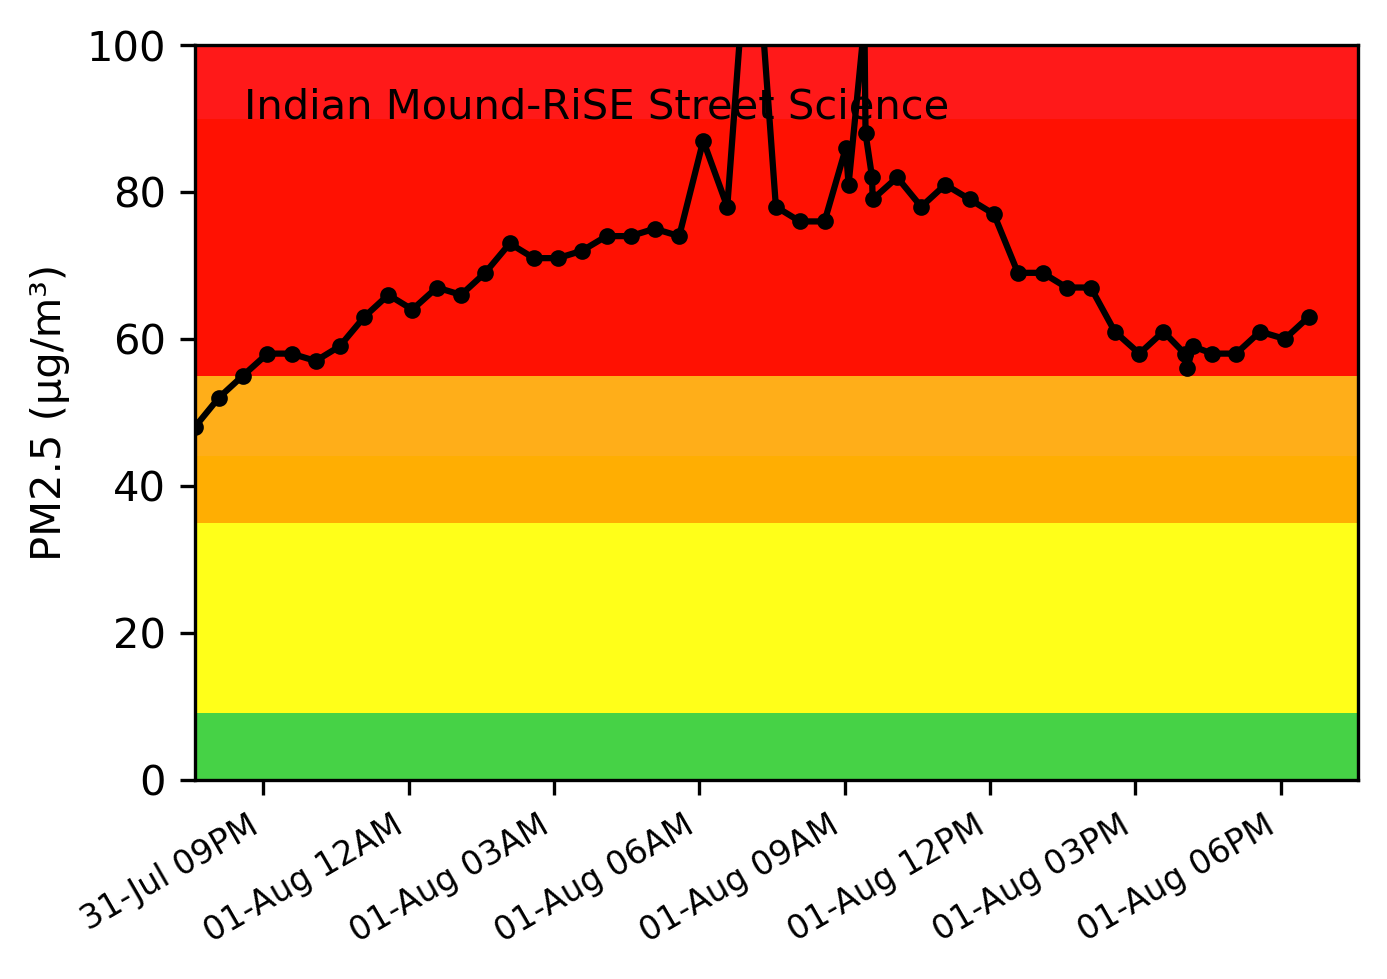 100
Indian Mound-RiSE Street Science
80
60
40
20
0
PM2.5 (µg/m³)
31-Jul 09PM
01-Aug 12AM
01-Aug 03AM
01-Aug 06AM
01-Aug 09AM
01-Aug 12PM
01-Aug 03PM
01-Aug 06PM